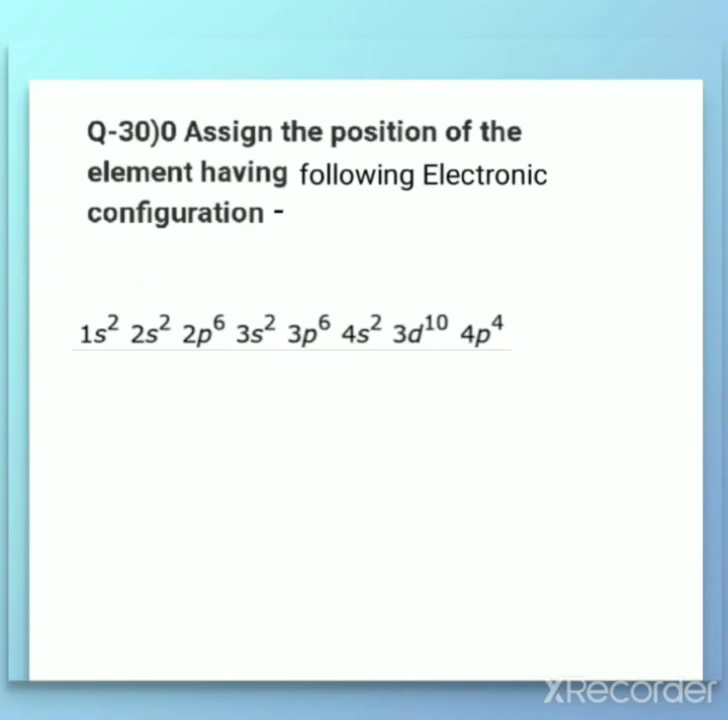 Q-30)0 Assign the position of the
element having following Electronic
configuration -
1s² 2s² 2p⁶ 3s² 3p⁶ 4s² 3d¹⁰ 4p⁴
XRecorder